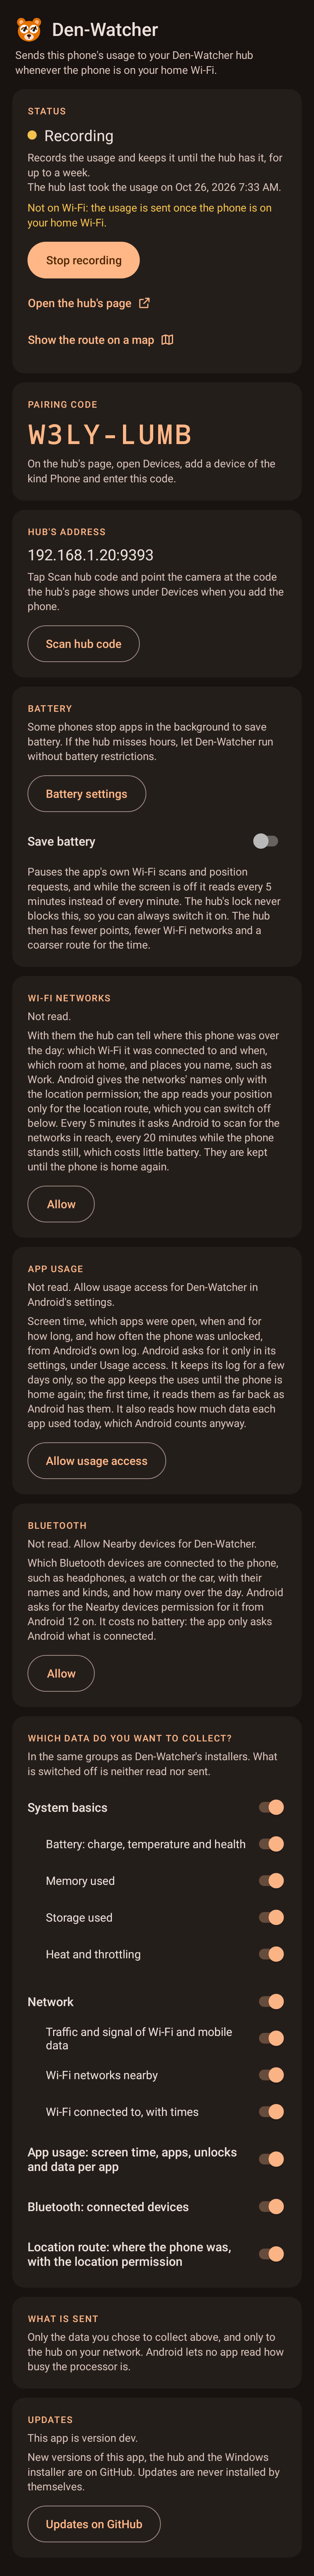 Den-Watcher
Sends this phone's usage to your Den-Watcher hub
whenever the phone is on your home Wi-Fi.
STATUS
Recording
Records the usage and keeps it until the hub has it, for
up to a week.
The hub last took the usage on Oct 26, 2026 7:33 AM.
Not on Wi-Fi: the usage is sent once the phone is on
your home Wi-Fi.
Stop recording
Open the hub's page
Show the route on a map
PAIRING CODE
W3LY-LUMB
On the hub's page, open Devices, add a device of the
kind Phone and enter this code.
HUB'S ADDRESS
192.168.1.20:9393
Tap Scan hub code and point the camera at the code
the hub's page shows under Devices when you add the
phone.
Scan hub code
BATTERY
Some phones stop apps in the background to save
battery. If the hub misses hours, let Den-Watcher run
without battery restrictions.
Battery settings
Save battery
Pauses the app's own Wi-Fi scans and position
requests, and while the screen is off it reads every 5
minutes instead of every minute. The hub's lock never
blocks this, so you can always switch it on. The hub
then has fewer points, fewer Wi-Fi networks and a
coarser route for the time.
WI-FI NETWORKS
Not read.
With them the hub can tell where this phone was over
the day: which Wi-Fi it was connected to and when,
which room at home, and places you name, such as
Work. Android gives the networks' names only with
the location permission; the app reads your position
only for the location route, which you can switch off
below. Every 5 minutes it asks Android to scan for the
networks in reach, every 20 minutes while the phone
stands still, which costs little battery. They are kept
until the phone is home again.
Allow
APP USAGE
Not read. Allow usage access for Den-Watcher in
Android's settings.
Screen time, which apps were open, when and for
how long, and how often the phone was unlocked,
from Android's own log. Android asks for it only in its
settings, under Usage access. It keeps its log for a few
days only, so the app keeps the uses until the phone is
home again; the first time, it reads them as far back as
Android has them. It also reads how much data each
app used today, which Android counts anyway.
Allow usage access
BLUETOOTH
Not read. Allow Nearby devices for Den-Watcher.
Which Bluetooth devices are connected to the phone,
such as headphones, a watch or the car, with their
names and kinds, and how many over the day. Android
asks for the Nearby devices permission for it from
Android 12 on. It costs no battery: the app only asks
Android what is connected.
Allow
WHICH DATA DO YOU WANT TO COLLECT?
In the same groups as Den-Watcher's installers. What
is switched off is neither read nor sent.
System basics
Battery: charge, temperature and health
Memory used
Storage used
Heat and throttling
Network
Traffic and signal of Wi-Fi and mobile
data
Wi-Fi networks nearby
Wi-Fi connected to, with times
App usage: screen time, apps, unlocks
and data per app
Bluetooth: connected devices
Location route: where the phone was,
with the location permission
WHAT IS SENT
Only the data you chose to collect above, and only to
the hub on your network. Android lets no app read how
busy the processor is.
UPDATES
This app is version dev.
New versions of this app, the hub and the Windows
installer are on GitHub. Updates are never installed by
themselves.
Updates on GitHub